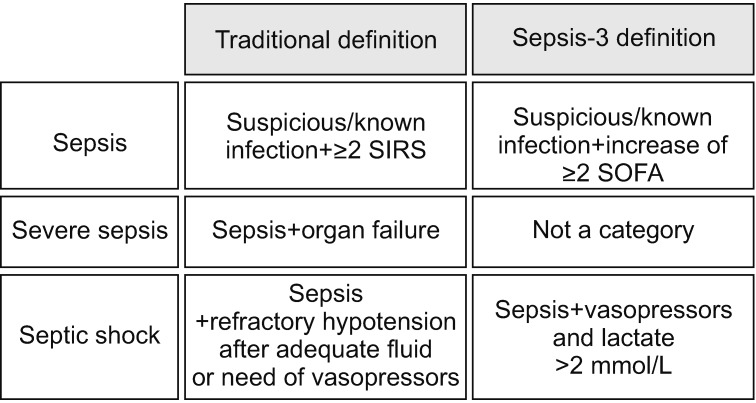 Traditional definition
Sepsis-3 definition
Sepsis
Suspicious/known
infection+≥2 SIRS
Suspicious/known
infection+increase of
≥2 SOFA
Severe sepsis
Sepsis+organ failure
Not a category
Septic shock
Sepsis
+refractory hypotension
after adequate fluid
or need of vasopressors
Sepsis+vasopressors
and lactate
>2 mmol/L